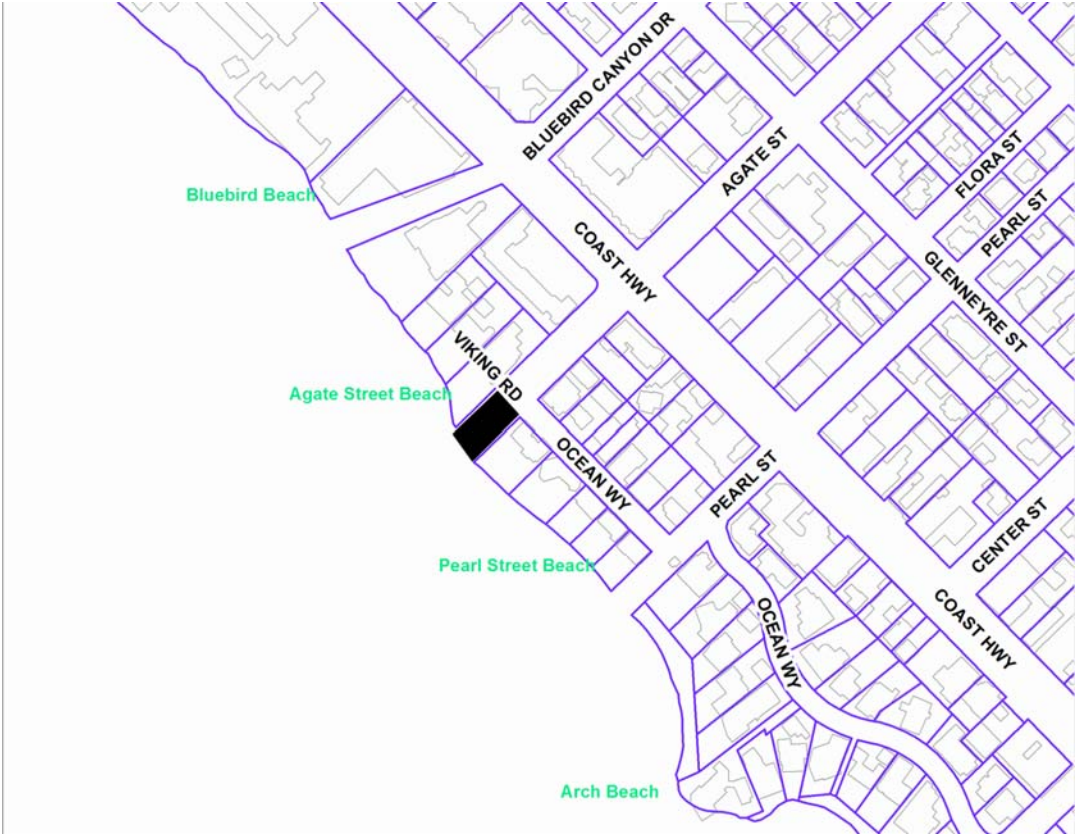 BLUEBIRD CANYON DR
AGATE ST
FLORA ST
Bluebird Beach
PEARL ST
COAST HWY
GLENNEYRE ST
VIKING RD
Agate Street Beach
OCEAN WY
PEARL ST
CENTER ST
Pearl Street Beach
OCEAN WY
COAST HWY
Arch Beach